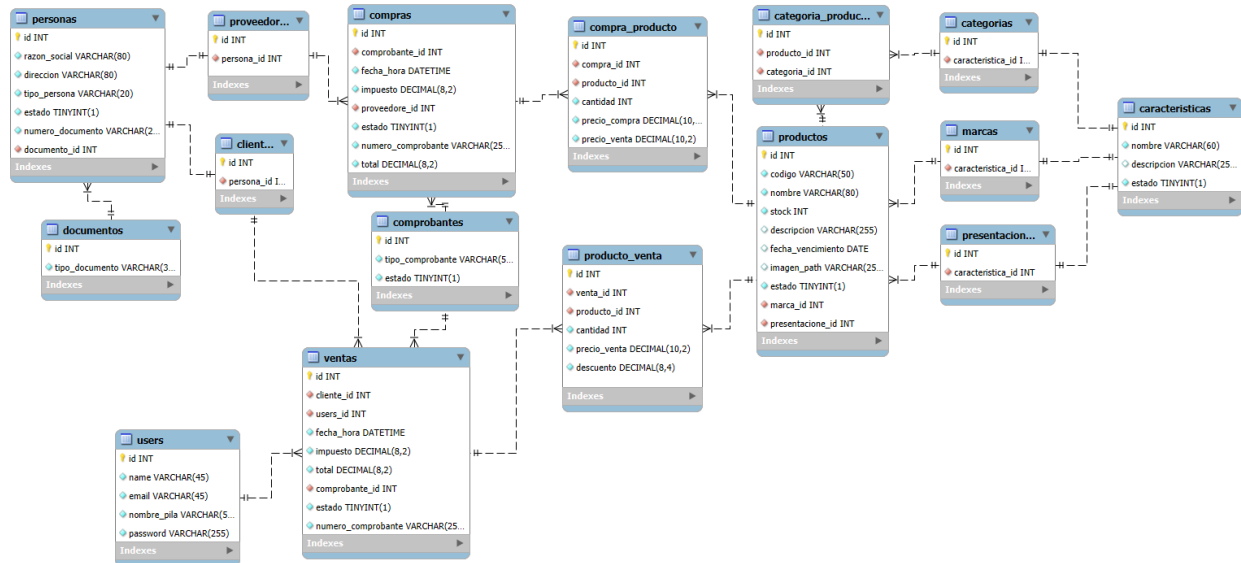 personas
id INT
razon_social VARCHAR(80)
direccion VARCHAR(80)
tipo_persona VARCHAR(20)
estado TINYINT(1)
numero_documento VARCHAR(2...
documento_id INT
Indexes
proveedor...
id INT
persona_id INT
Indexes
client...
id INT
persona_id I...
Indexes
documentos
id INT
tipo_documento VARCHAR(3...
Indexes
compras
id INT
comprobante_id INT
fecha_hora DATETIME
impuesto DECIMAL(8,2)
proveedore_id INT
estado TINYINT(1)
numero_comprobante VARCHAR(25...
total DECIMAL(8,2)
Indexes
comprobantes
id INT
tipo_comprobante VARCHAR(5...
estado TINYINT(1)
Indexes
compra_producto
id INT
compra_id INT
producto_id INT
cantidad INT
precio_compra DECIMAL(10,...
precio_venta DECIMAL(10,2)
Indexes
categoria_produc...
id INT
producto_id INT
categoria_id INT
Indexes
categorias
id INT
caracteristica_id I...
Indexes
caracteristicas
id INT
nombre VARCHAR(60)
descripcion VARCHAR(25...
estado TINYINT(1)
Indexes
marcas
id INT
caracteristica_id I...
Indexes
presentacion...
id INT
caracteristica_id INT
Indexes
productos
id INT
codigo VARCHAR(50)
nombre VARCHAR(80)
stock INT
descripcion VARCHAR(255)
fecha_vencimiento DATE
imagen_path VARCHAR(25...
estado TINYINT(1)
marca_id INT
presentacione_id INT
Indexes
producto_venta
id INT
venta_id INT
producto_id INT
cantidad INT
precio_venta DECIMAL(10,2)
descuento DECIMAL(8,4)
Indexes
ventas
id INT
cliente_id INT
users_id INT
fecha_hora DATETIME
impuesto DECIMAL(8,2)
total DECIMAL(8,2)
comprobante_id INT
estado TINYINT(1)
numero_comprobante VARCHAR(25...
Indexes
users
id INT
name VARCHAR(45)
email VARCHAR(45)
nombre_pila VARCHAR(5...
password VARCHAR(255)
Indexes